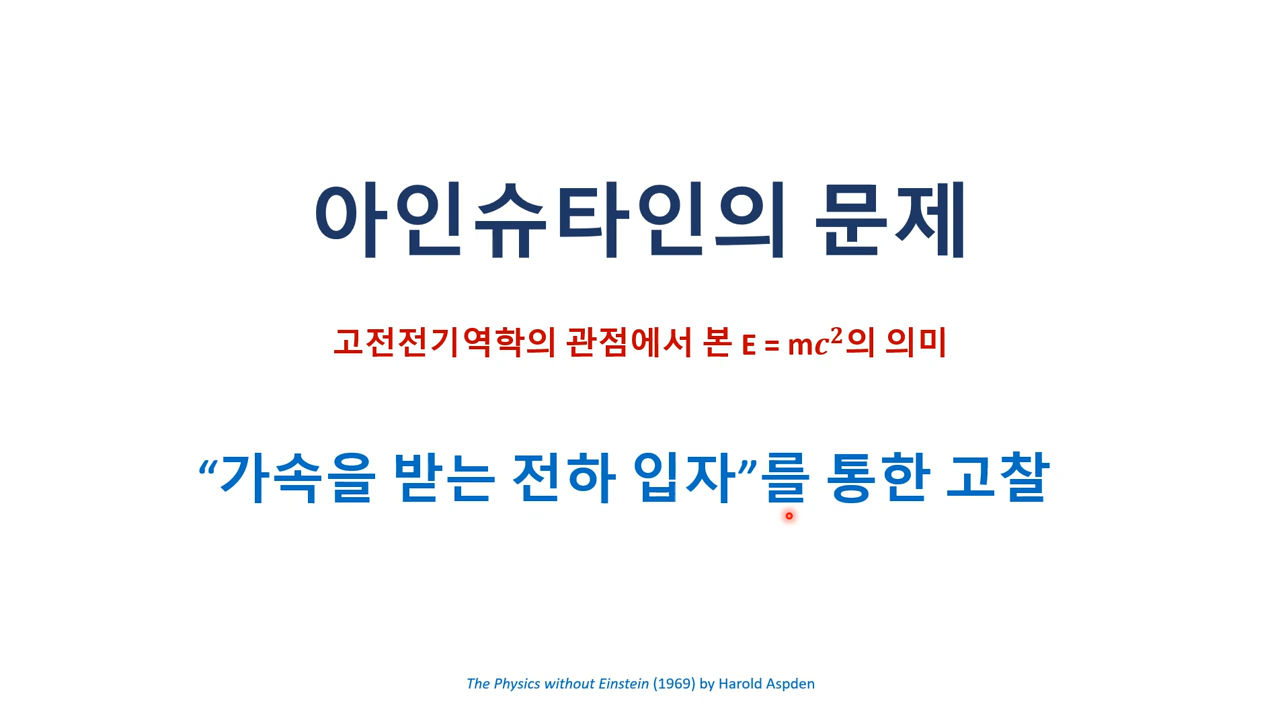 아인슈타인의 문제
고전전기역학의 관점에서 본 E = mc²의 의미
“가속을 받는 전하 입자”를 통한 고찰
The Physics without Einstein (1969) by Harold Aspden